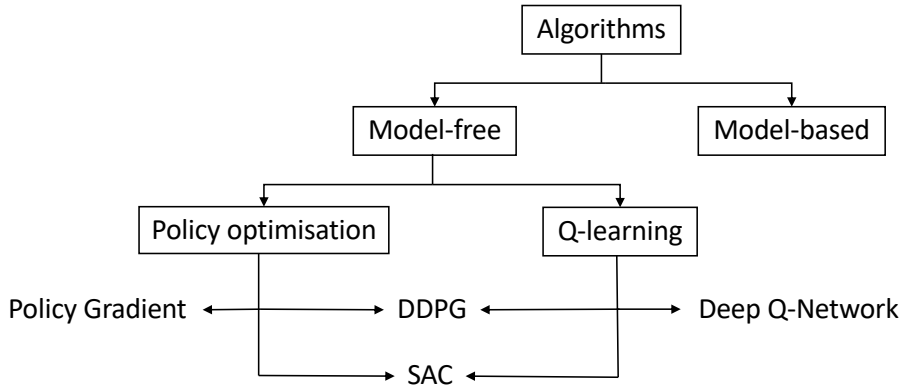 Algorithms
Model-free
Model-based
Policy optimisation
Q-learning
Policy Gradient
DDPG
Deep Q-Network
SAC